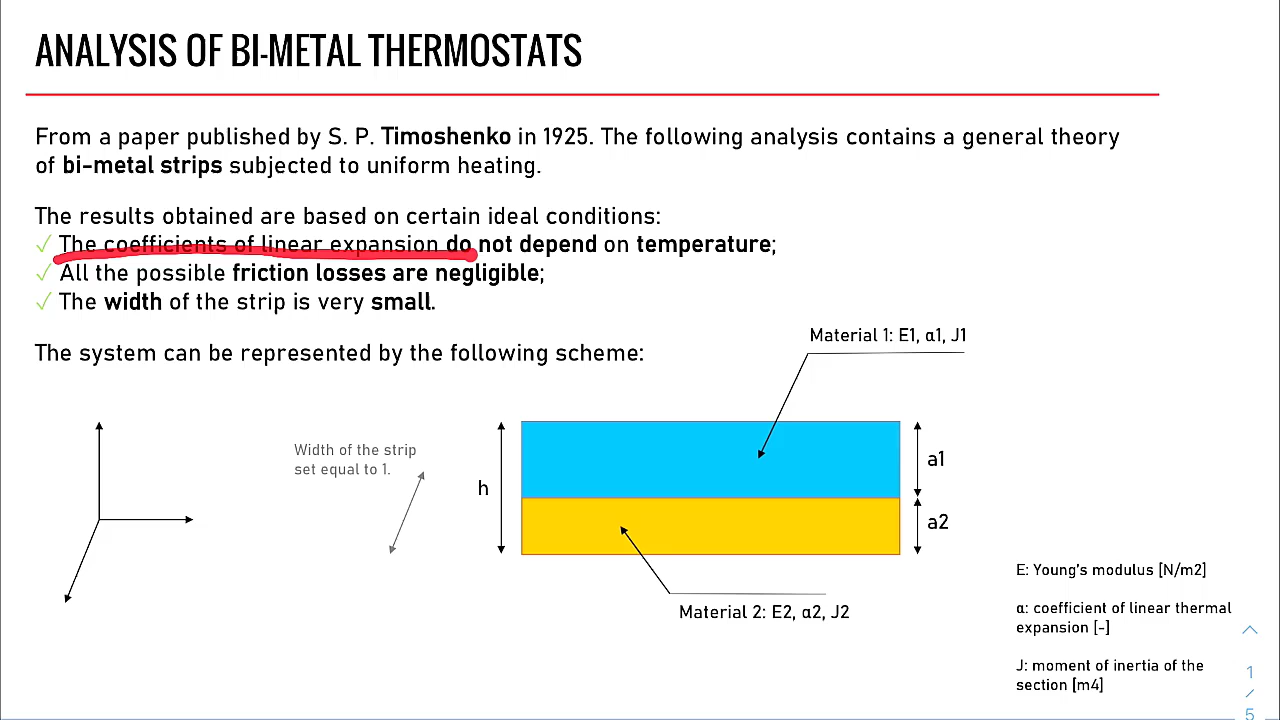 ANALYSIS OF BI-METAL THERMOSTATS
From a paper published by S. P. Timoshenko in 1925. The following analysis contains a general theory
of bi-metal strips subjected to uniform heating.
The results obtained are based on certain ideal conditions:
✓ The coefficients of linear expansion do not depend on temperature;
✓ All the possible friction losses are negligible;
✓ The width of the strip is very small.
The system can be represented by the following scheme:
Material 1: E1, α1, J1
Width of the strip
set equal to 1.
h
a1
a2
Material 2: E2, α2, J2
E: Young's modulus [N/m2]
α: coefficient of linear thermal
expansion [-]
J: moment of inertia of the
section [m4]
1
/
5